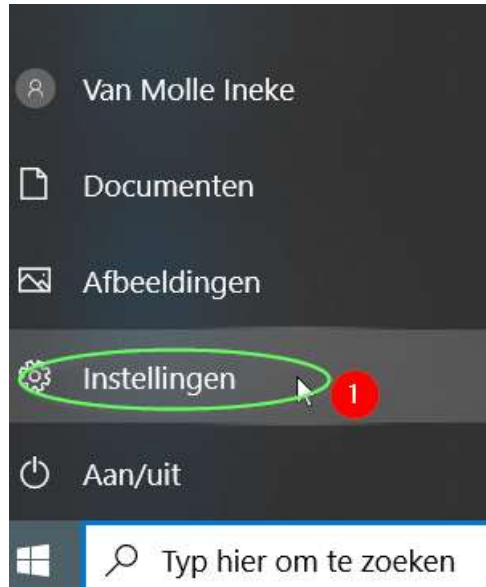 Van Molle Ineke
Documenten
Afbeeldingen
Instellingen
1
Aan/uit
Typ hier om te zoeken